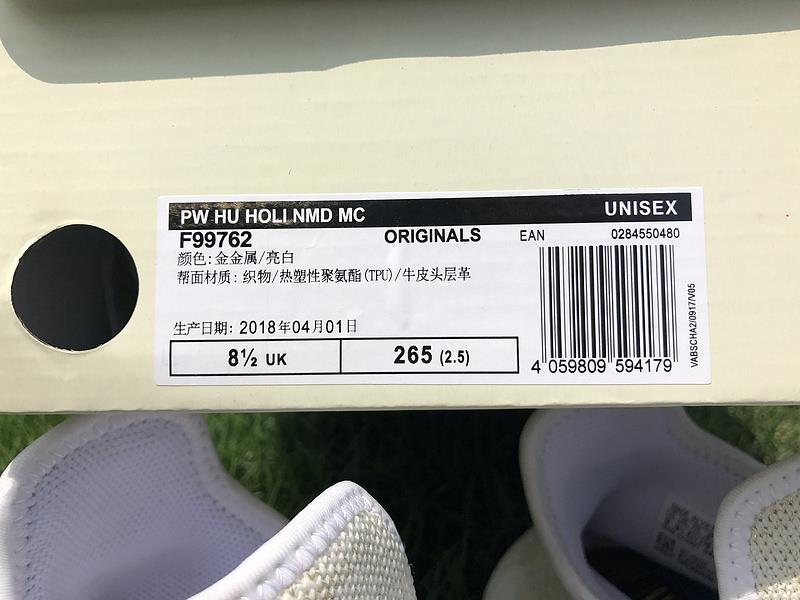 PW HU HOLI NMD MC UNISEX
F99762 ORIGINALS EAN 0284550480
颜色: 金金属/亮白
帮面材质: 织物/热塑性聚氨酯(TPU)/牛皮头层革
生产日期: 2018年04月01日
8½ UK 265 (2.5)
4 059809 594179
VABSCHA2/0917/V05